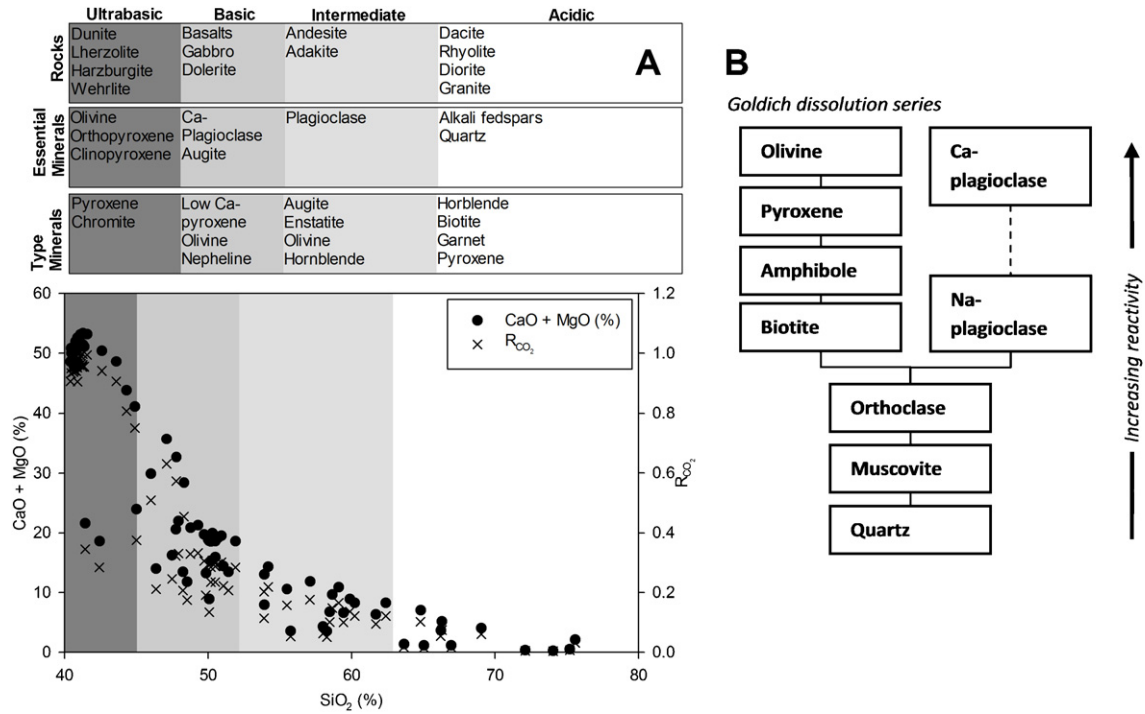 Ultrabasic Basic Intermediate Acidic
Rocks
Dunite
Lherzolite
Harzburgite
Wehrlite
Basalts
Gabbro
Dolerite
Andesite
Adakite
Dacite
Rhyolite
Diorite
Granite
Essential
Minerals
Olivine
Orthopyroxene
Clinopyroxene
Ca-
Plagioclase
Augite
Plagioclase
Alkali fedspars
Quartz
Type
Minerals
Pyroxene
Chromite
Low Ca-
pyroxene
Olivine
Nepheline
Augite
Enstatite
Olivine
Hornblende
Horblende
Biotite
Garnet
Pyroxene
A
CaO + MgO (%)
60
50
40
30
20
10
0
CaO + MgO (%)
R_CO₂
1.2
1.0
0.8
0.6
0.4
0.2
0.0
R_CO₂
40 50 60 70 80
SiO₂ (%)
B
Goldich dissolution series
Olivine
Pyroxene
Amphibole
Biotite
Ca-
plagioclase
Na-
plagioclase
Orthoclase
Muscovite
Quartz
Increasing reactivity